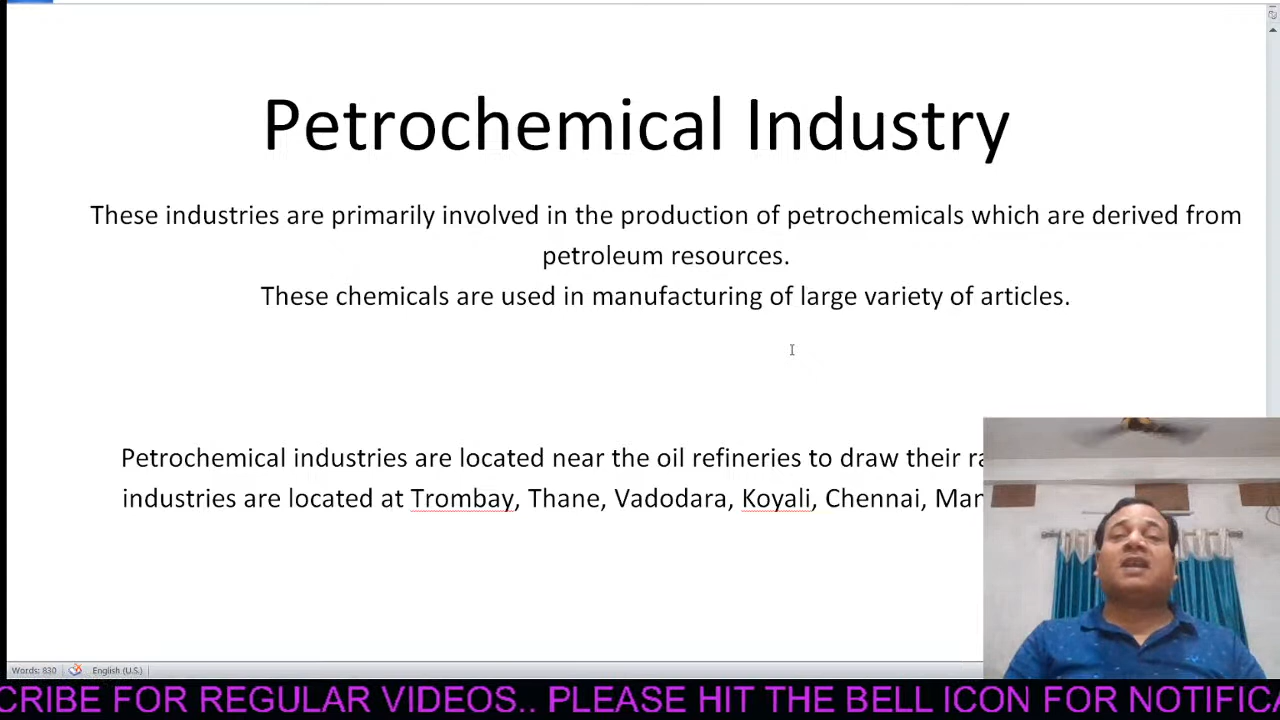 Petrochemical Industry
These industries are primarily involved in the production of petrochemicals which are derived from
petroleum resources.
These chemicals are used in manufacturing of large variety of articles.
Petrochemical industries are located near the oil refineries to draw their
industries are located at Trombay, Thane, Vadodara, Koyali, Chennai,
Words: 830 English (U.S.)
FOR REGULAR VIDEOS.. PLEASE HIT THE BELL ICON FOR